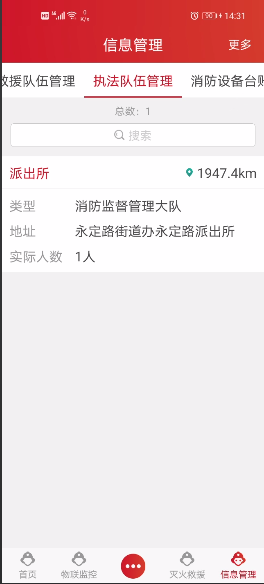 14:31
信息管理
更多
救援队伍管理 执法队伍管理 消防设备台账
总数：1
搜索
派出所 1947.4km
类型 消防监督管理大队
地址 永定路街道办永定路派出所
实际人数 1人
首页 物联监控 灭火救援 信息管理